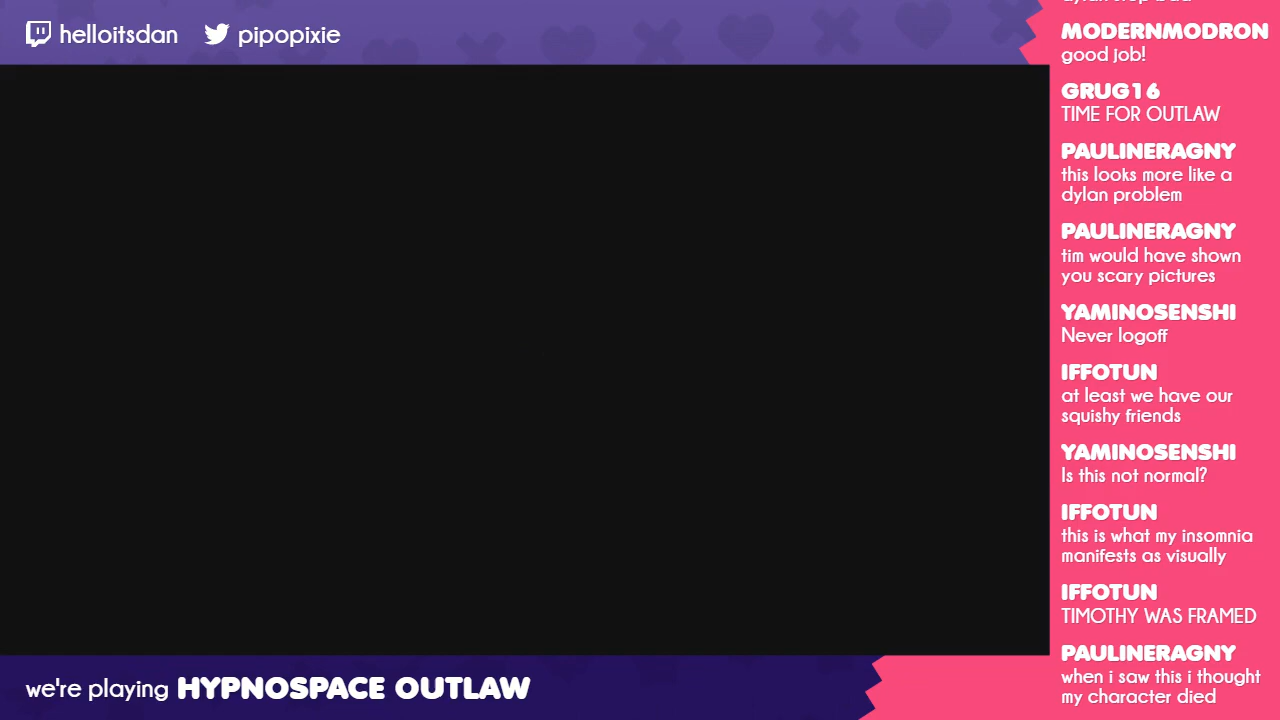 helloitsdan
pipopixie
MODERNMODRON
good job!
GRUG16
TIME FOR OUTLAW
PAULINERAGNY
this looks more like a
dylan problem
PAULINERAGNY
tim would have shown
you scary pictures
YAMINOSENSHI
Never logoff
IFFOTUN
at least we have our
squishy friends
YAMINOSENSHI
Is this not normal?
IFFOTUN
this is what my insomnia
manifests as visually
IFFOTUN
TIMOTHY WAS FRAMED
PAULINERAGNY
when i saw this i thought
my character died
we're playing HYPNOSPACE OUTLAW